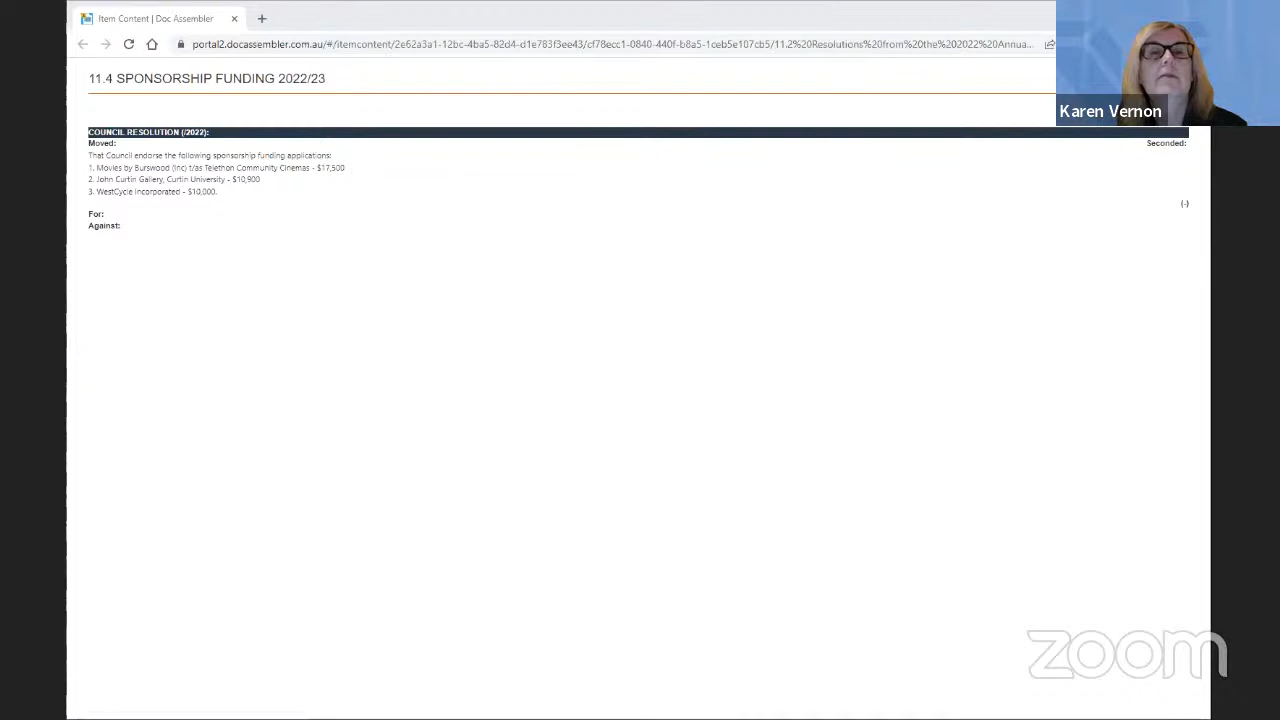 Item Content | Doc Assembler
portal2.docassembler.com.au/#/itemcontent/2e62a3a1-12bc-4ba5-82d4-d1e783f3ee43/cf78ecc1-0840-440f-b8a5-1ceb5e107cb5/11.2%20Resolutions%20from%20the%202022%20Annua...
11.4 SPONSORSHIP FUNDING 2022/23
Karen Vernon
COUNCIL RESOLUTION (/2022):
Moved: Seconded:
That Council endorse the following sponsorship funding applications:
1. Movies by Burswood (Inc) t/as Telethon Community Cinemas - $17,500
2. John Curtin Gallery, Curtin University - $10,900
3. WestCycle Incorporated - $10,000.
(-)
For:
Against:
zoom